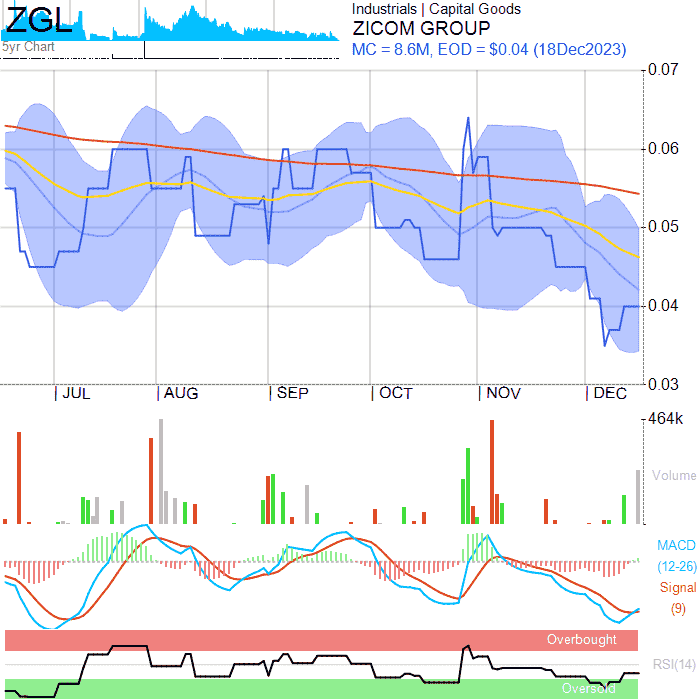 ZGL
5yr Chart
Industrials | Capital Goods
ZICOM GROUP
MC = 8.6M, EOD = $0.04 (18Dec2023)
0.07
0.06
0.05
0.04
0.03
JUL AUG SEP OCT NOV DEC
464k
Volume
MACD
(12-26)
Signal
(9)
Overbought
RSI(14)
Oversold